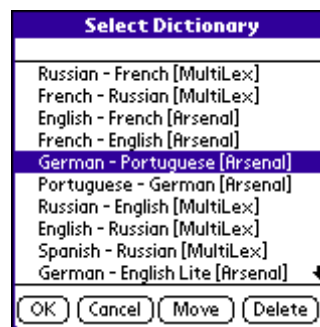 Select Dictionary
Russian - French [MultiLex]
French - Russian [MultiLex]
English - French [Arsenal]
French - English [Arsenal]
German - Portuguese [Arsenal]
Portuguese - German [Arsenal]
Russian - English [MultiLex]
English - Russian [MultiLex]
Spanish - Russian [MultiLex]
German - English Lite [Arsenal]
OK Cancel Move Delete